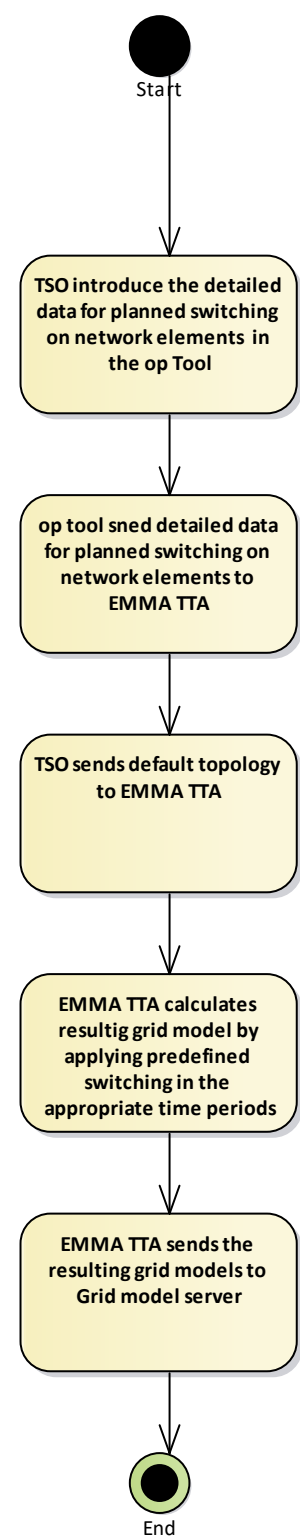 Start
TSO introduce the detailed
data for planned switching
on network elements in
the op Tool
op tool sned detailed data
for planned switching on
network elements to
EMMA TTA
TSO sends default topology
to EMMA TTA
EMMA TTA calculates
resultig grid model by
applying predefined
switching in the
appropriate time periods
EMMA TTA sends the
resulting grid models to
Grid model server
End